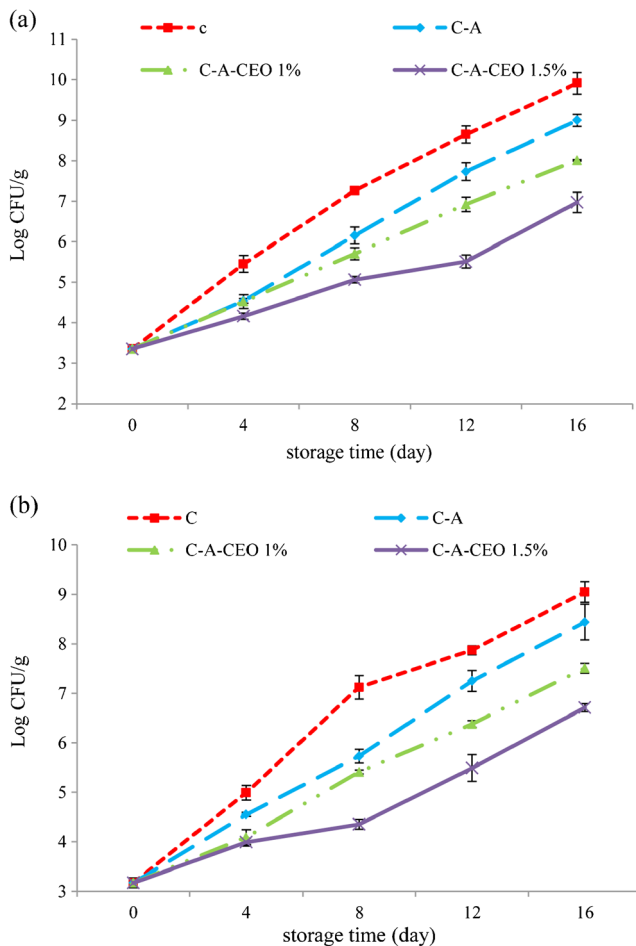 (a)
c
C-A
C-A-CEO 1%
C-A-CEO 1.5%
11
10
9
8
7
6
5
4
3
2
Log CFU/g
0 4 8 12 16
storage time (day)
(b)
C
C-A
C-A-CEO 1%
C-A-CEO 1.5%
10
9
8
7
6
5
4
3
Log CFU/g
0 4 8 12 16
storage time (day)